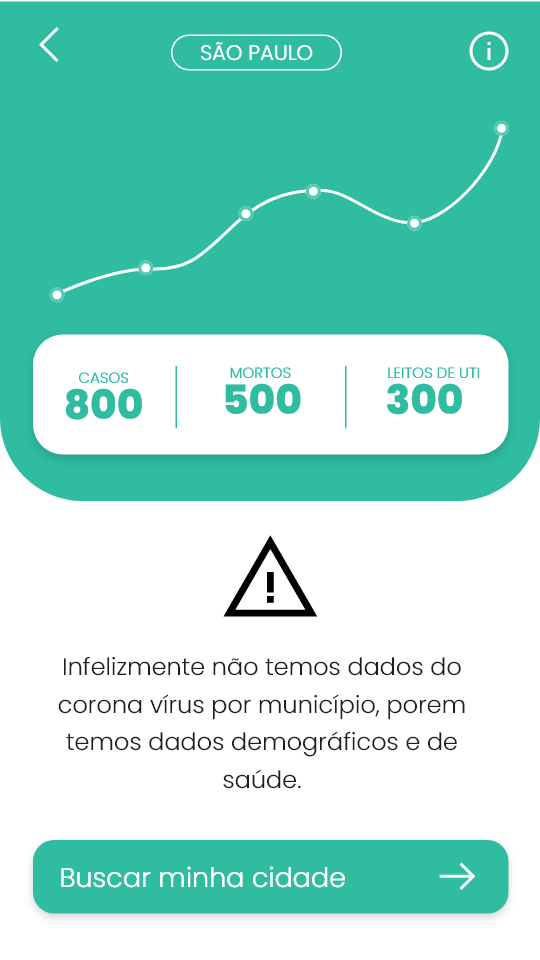 SÃO PAULO
CASOS
800
MORTOS
500
LEITOS DE UTI
300
Infelizmente não temos dados do
corona vírus por município, porem
temos dados demográficos e de
saúde.
Buscar minha cidade